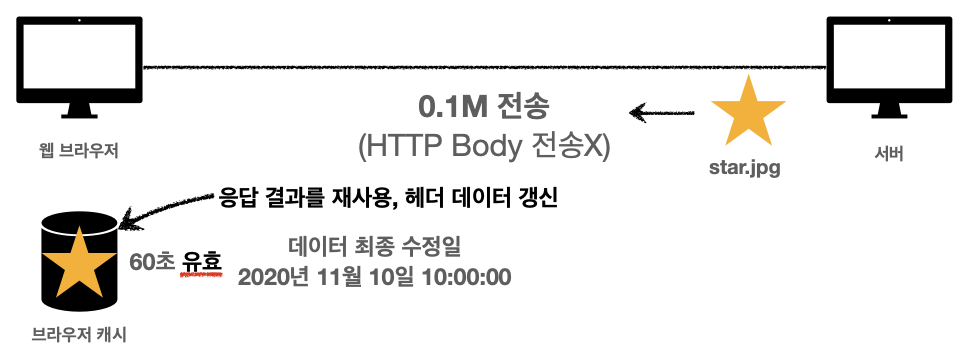 0.1M 전송
(HTTP Body 전송X)
star.jpg
웹 브라우저
서버
응답 결과를 재사용, 헤더 데이터 갱신
60초 유효
데이터 최종 수정일
2020년 11월 10일 10:00:00
브라우저 캐시